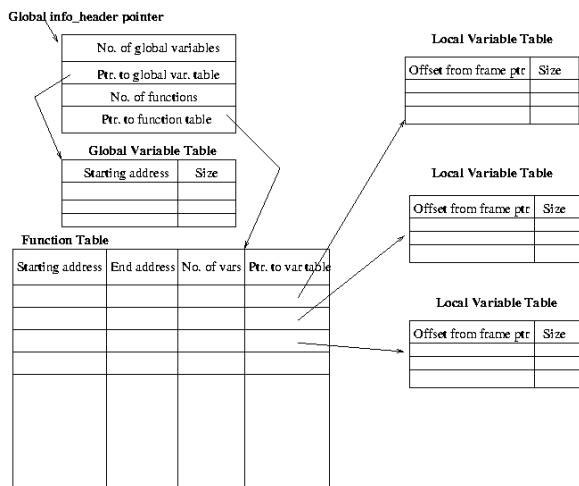 Global info_header pointer
No. of global variables
Ptr. to global var. table
No. of functions
Ptr. to function table
Global Variable Table
Starting address Size
Function Table
Starting address End address No. of vars Ptr. to var table
Local Variable Table
Offset from frame ptr Size
Local Variable Table
Offset from frame ptr Size
Local Variable Table
Offset from frame ptr Size